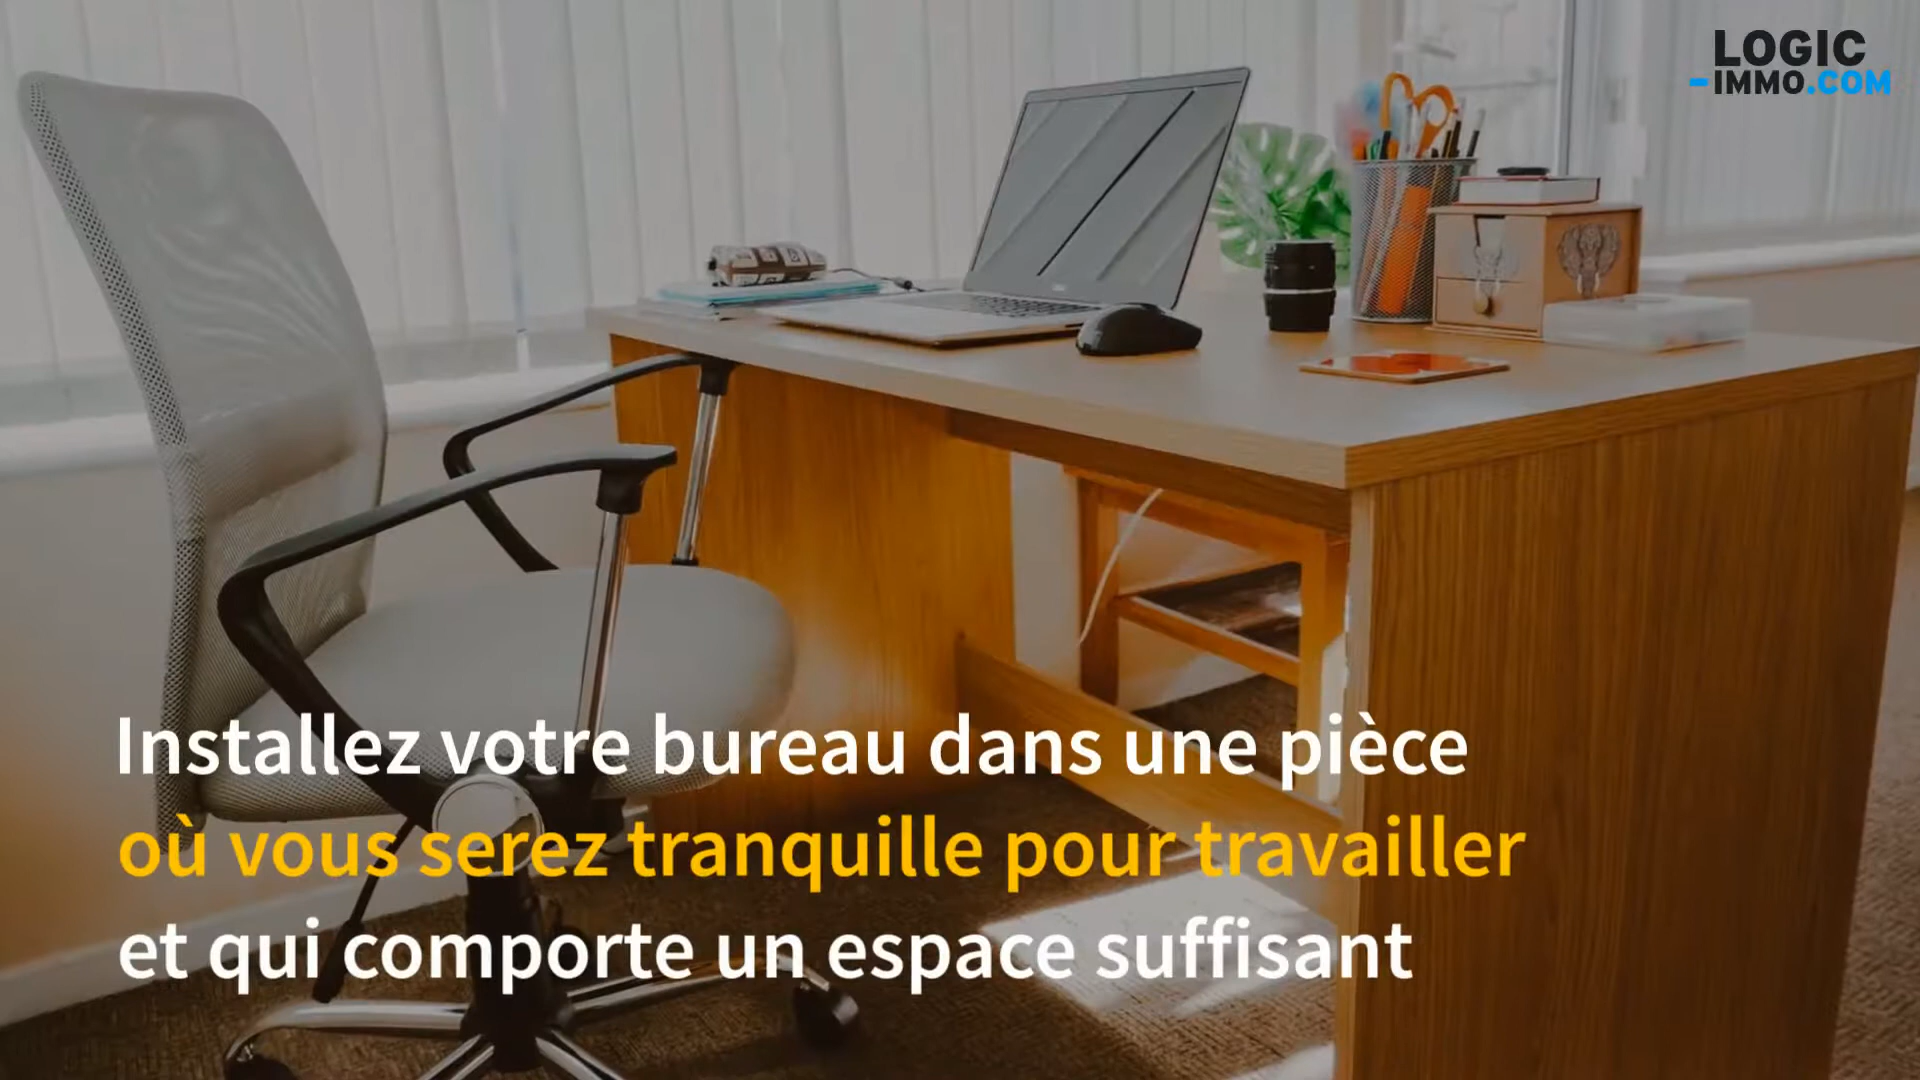 LOGIC
-IMMO.COM
Installez votre bureau dans une pièce
où vous serez tranquille pour travailler
et qui comporte un espace suffisant